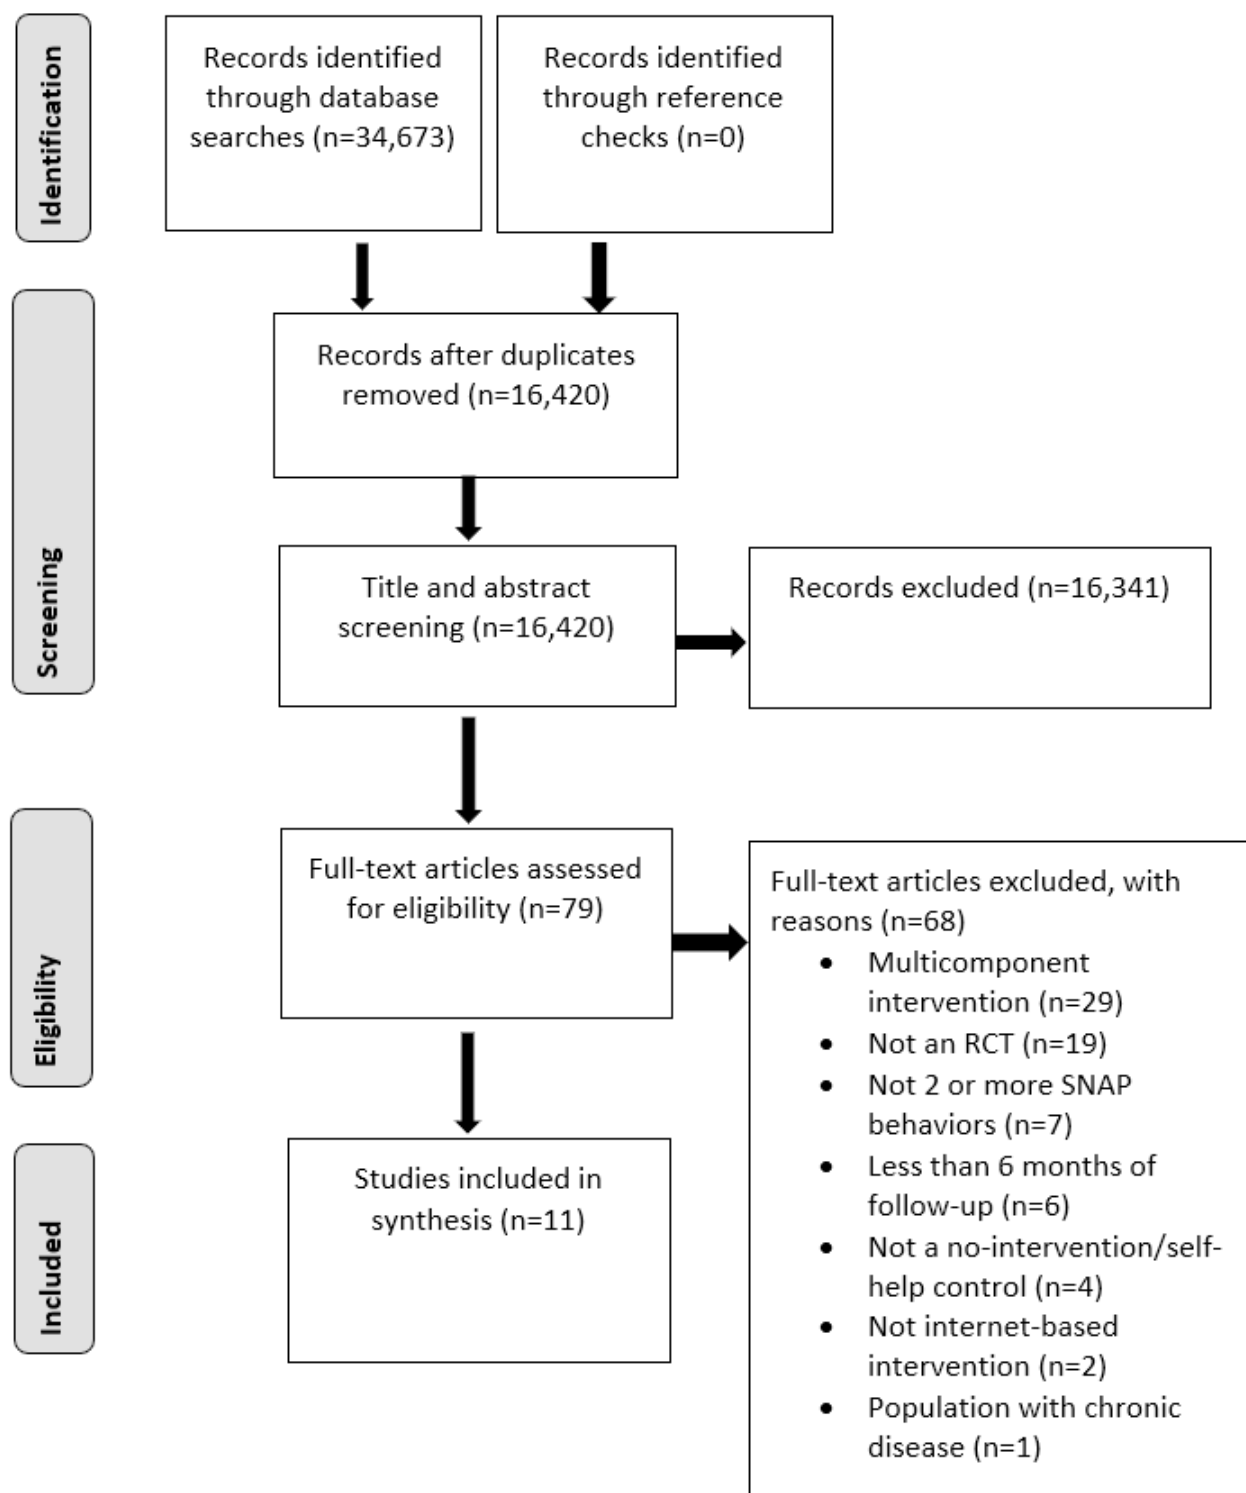 Identification
Records identified
through database
searches (n=34,673)
Records identified
through reference
checks (n=0)
Screening
Records after duplicates
removed (n=16,420)
Title and abstract
screening (n=16,420)
Records excluded (n=16,341)
Eligibility
Full-text articles assessed
for eligibility (n=79)
Full-text articles excluded, with
reasons (n=68)
• Multicomponent
intervention (n=29)
• Not an RCT (n=19)
• Not 2 or more SNAP
behaviors (n=7)
• Less than 6 months of
follow-up (n=6)
• Not a no-intervention/self-
help control (n=4)
• Not internet-based
intervention (n=2)
• Population with chronic
disease (n=1)
Included
Studies included in
synthesis (n=11)